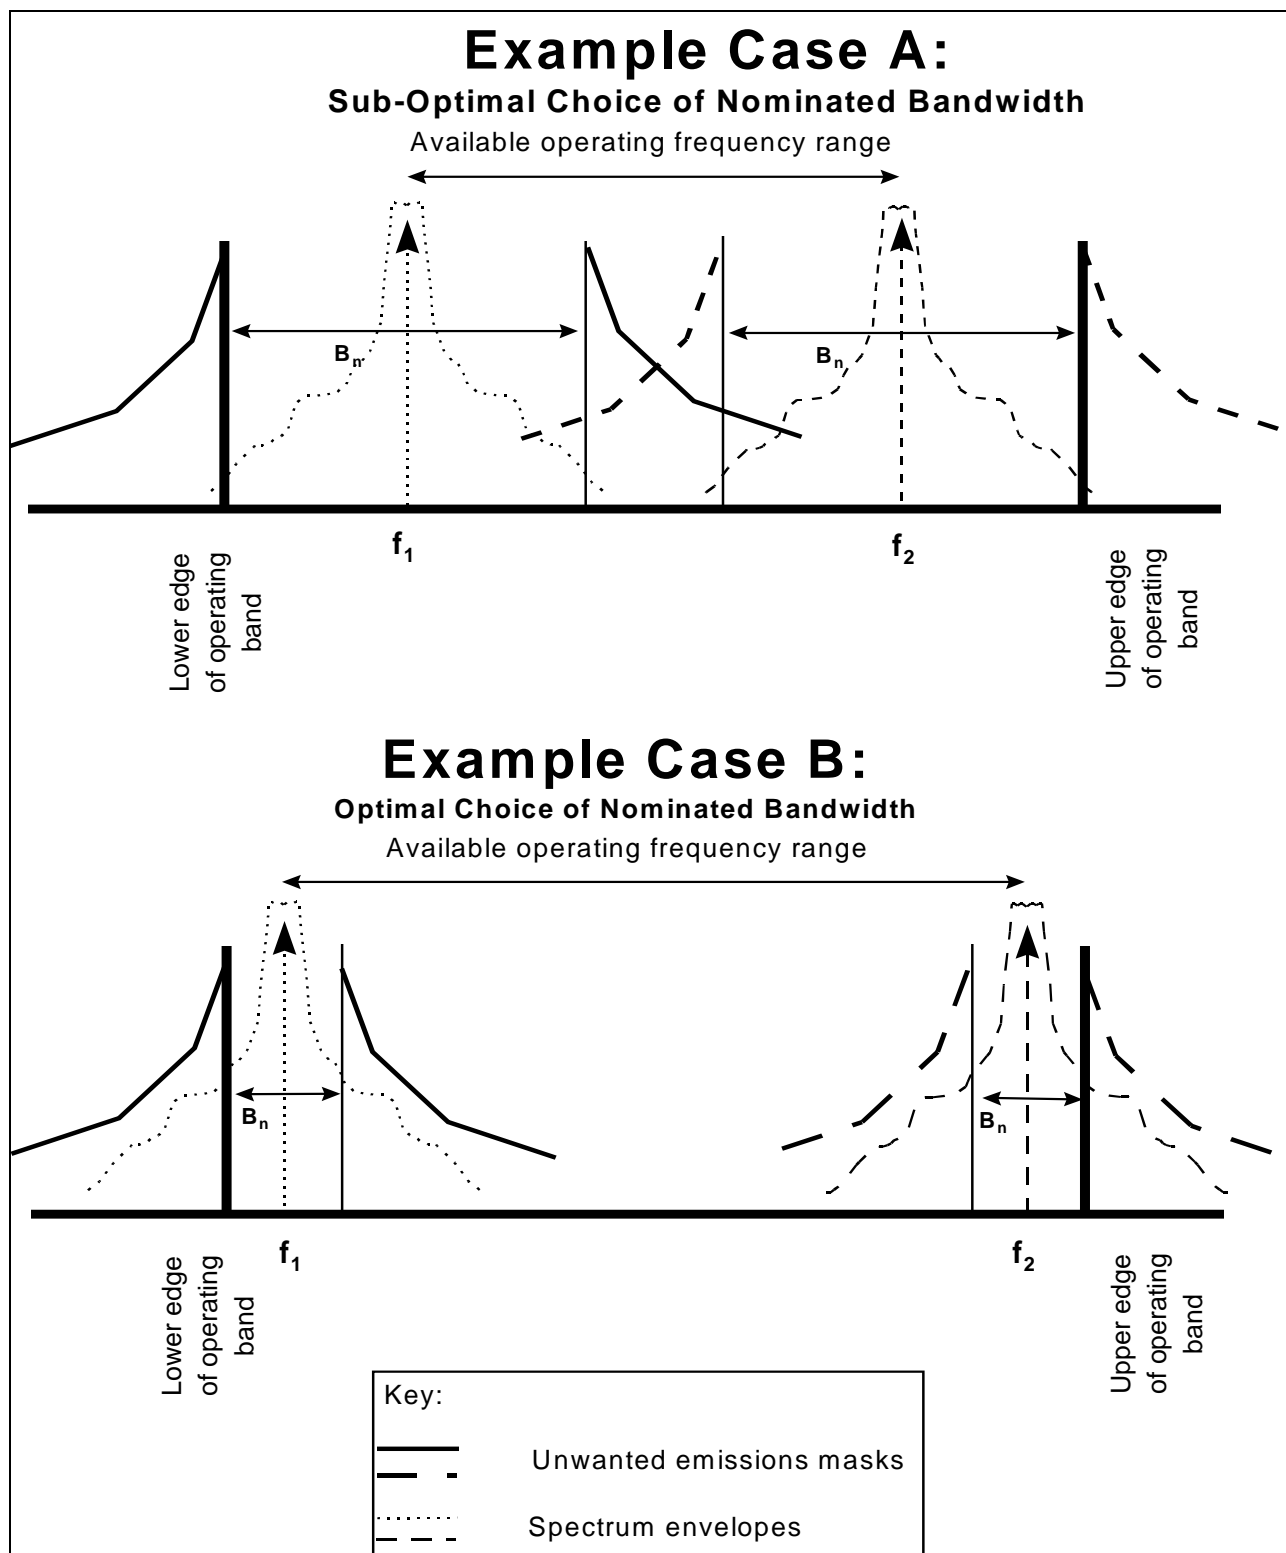 Example Case A:
Sub-Optimal Choice of Nominated Bandwidth
Available operating frequency range
Bn
Bn
f1
f2
Lower edge
of operating
band
Upper edge
of operating
band
Example Case B:
Optimal Choice of Nominated Bandwidth
Available operating frequency range
Bn
Bn
f1
f2
Lower edge
of operating
band
Upper edge
of operating
band
Key:
Unwanted emissions masks
Spectrum envelopes